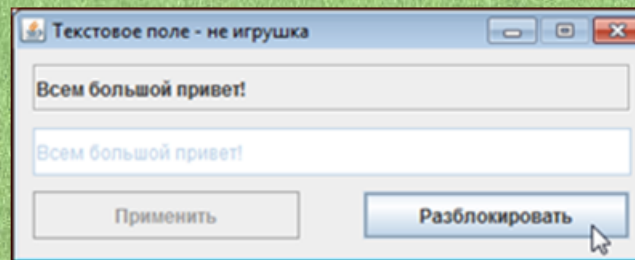 Текстовое поле - не игрушка
Всем большой привет!
Всем большой привет!
Применить Разблокировать